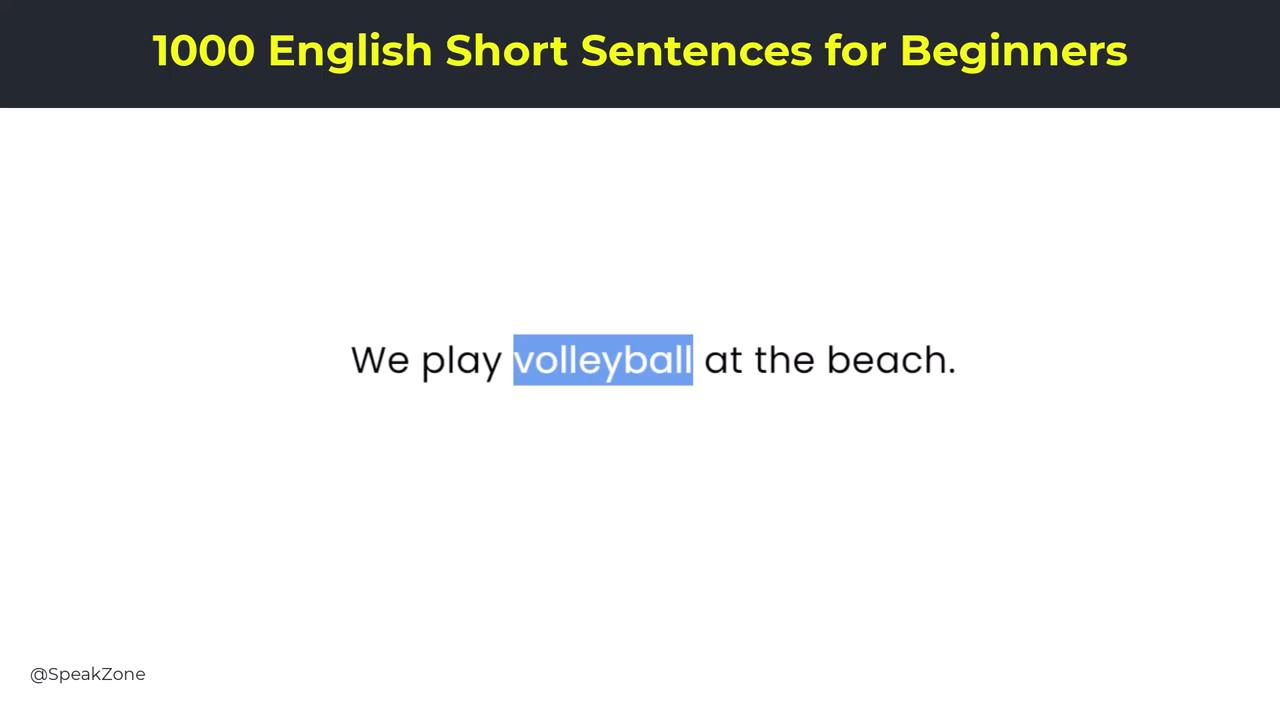 1000 English Short Sentences for Beginners
We play volleyball at the beach.
@SpeakZone